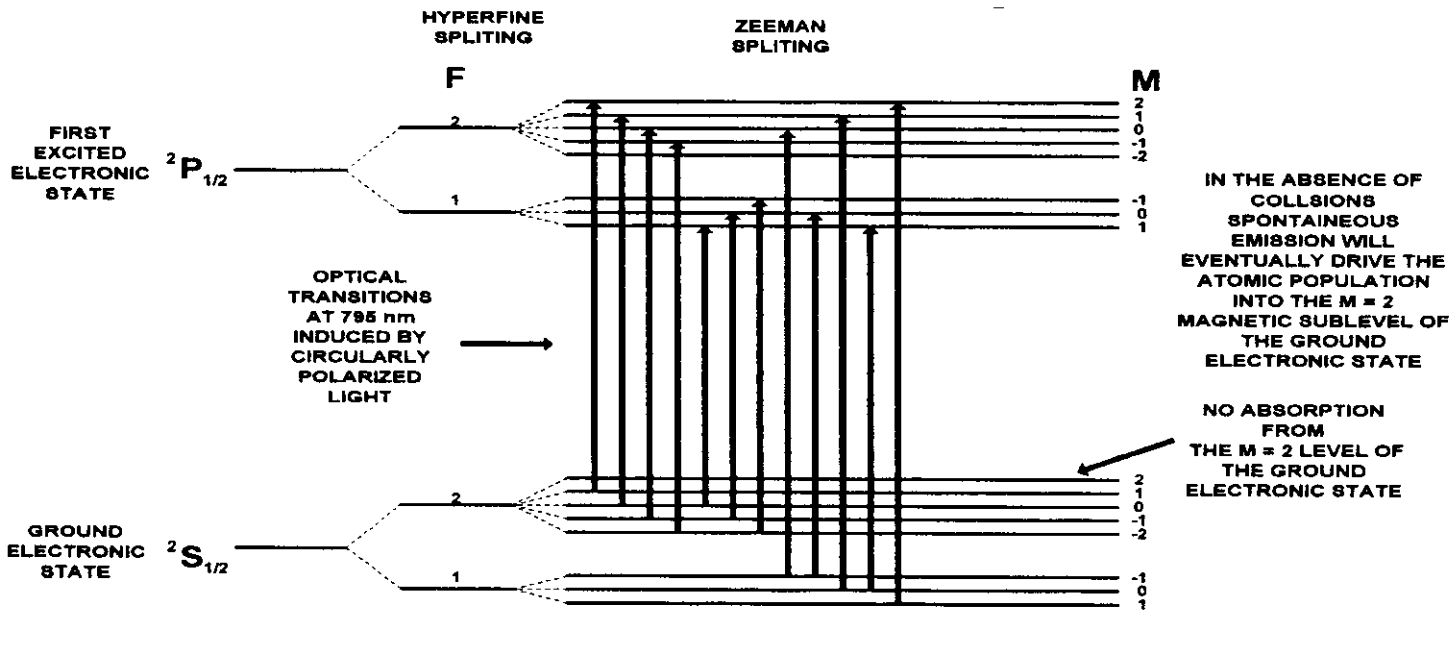 HYPERFINE
SPLITING
ZEEMAN
SPLITING
F
M
2
1
0
-1
-2
2
FIRST
EXCITED
ELECTRONIC
STATE
2P1/2
1
-1
0
1
IN THE ABSENCE OF
COLLSIONS
SPONTAINEOUS
EMISSION WILL
EVENTUALLY DRIVE THE
ATOMIC POPULATION
INTO THE M = 2
MAGNETIC SUBLEVEL OF
THE GROUND
ELECTRONIC STATE
OPTICAL
TRANSITIONS
AT 795 nm
INDUCED BY
CIRCULARLY
POLARIZED
LIGHT
NO ABSORPTION
FROM
THE M = 2 LEVEL OF
THE GROUND
ELECTRONIC STATE
2
2
1
0
-1
-2
GROUND
ELECTRONIC
STATE
2S1/2
1
-1
0
1